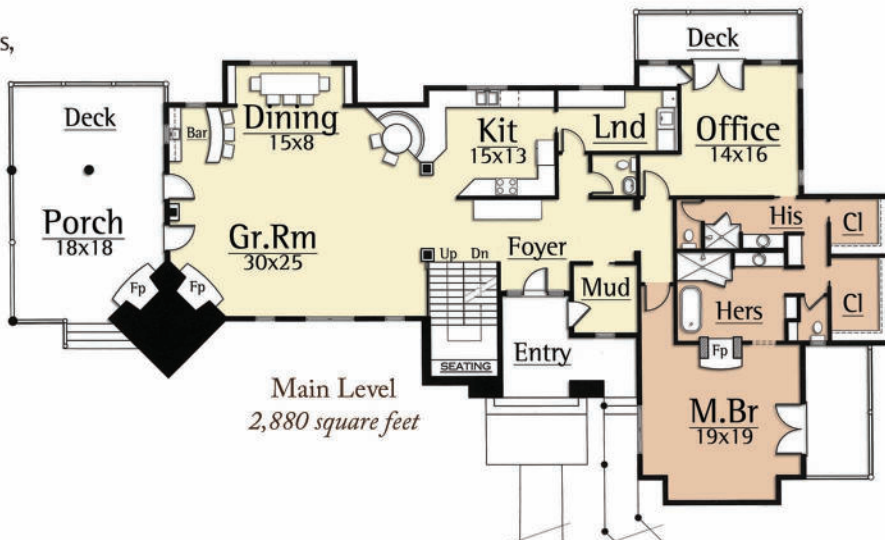 s,
Deck
Deck
Dining
15x8
Bar
Kit
15x13
Lnd
Office
14x16
Porch
18x18
Gr.Rm
30x25
His
Cl
Up Dn
Foyer
Mud
Hers
Cl
Fp
Fp
Entry
Fp
SEATING
Main Level
2,880 square feet
M.Br
19x19